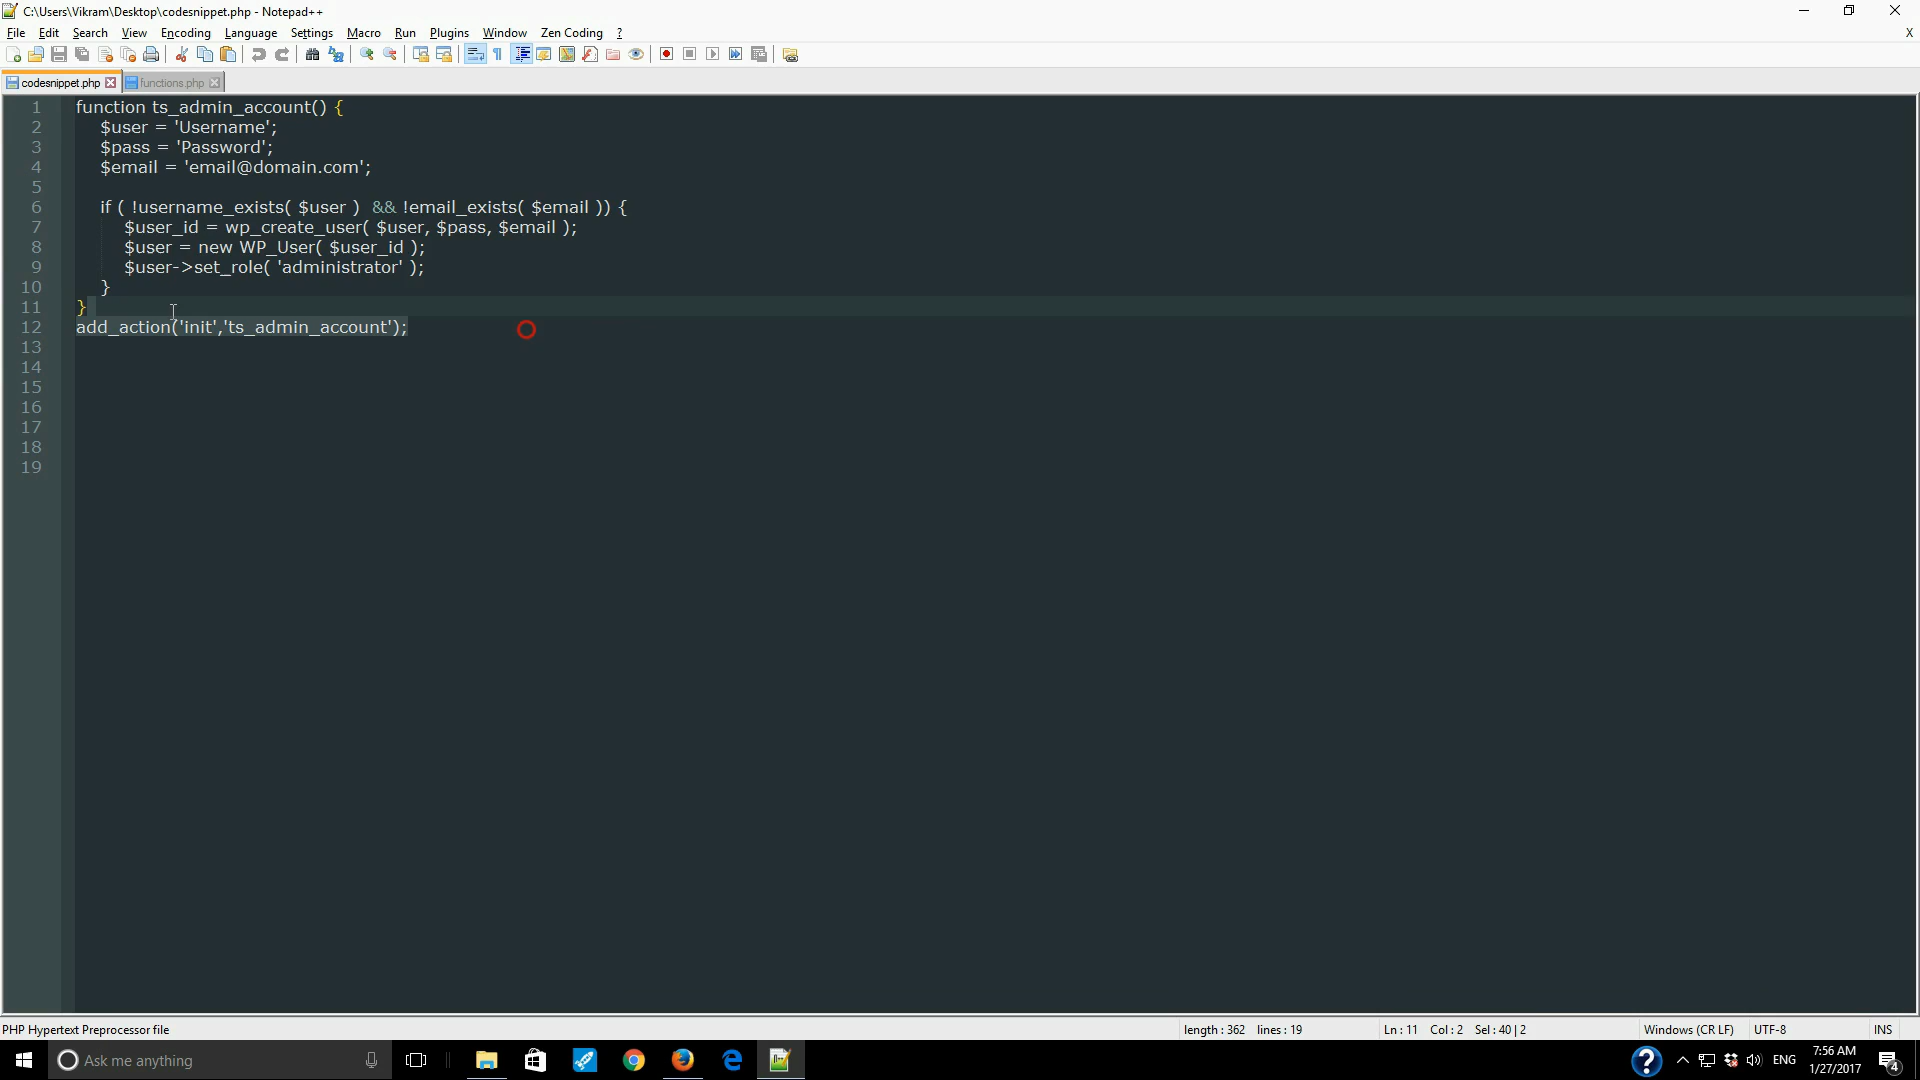 C:\Users\Vikram\Desktop\codesnippet.php - Notepad++
File Edit Search View Encoding Language Settings Macro Run Plugins Window Zen Coding ? X
codesnippet.php functions.php
1 function ts_admin_account() {
2 $user = 'Username';
3 $pass = 'Password';
4 $email = 'email@domain.com';
5
6 if ( !username_exists( $user ) && !email_exists( $email )) {
7 $user_id = wp_create_user( $user, $pass, $email );
8 $user = new WP_User( $user_id );
9 $user->set_role( 'administrator' );
10 }
11 }
12 add_action('init','ts_admin_account');
13
14
15
16
17
18
19
PHP Hypertext Preprocessor file length : 362 lines : 19 Ln : 11 Col : 2 Sel : 40 | 2 Windows (CR LF) UTF-8 INS
Ask me anything ENG 7:56 AM
1/27/2017 4